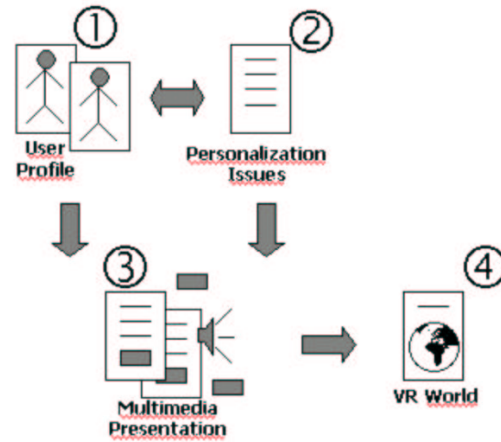 1
2
User
Profile
Personalization
Issues
3
4
Multimedia
Presentation
VR World